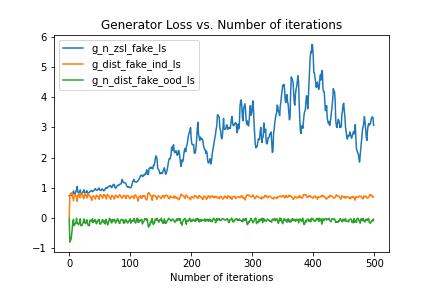 Generator Loss vs. Number of iterations
g_n_zsl_fake_ls
g_dist_fake_ind_ls
g_n_dist_fake_ood_ls
6
5
4
3
2
1
0
−1
0 100 200 300 400 500
Number of iterations